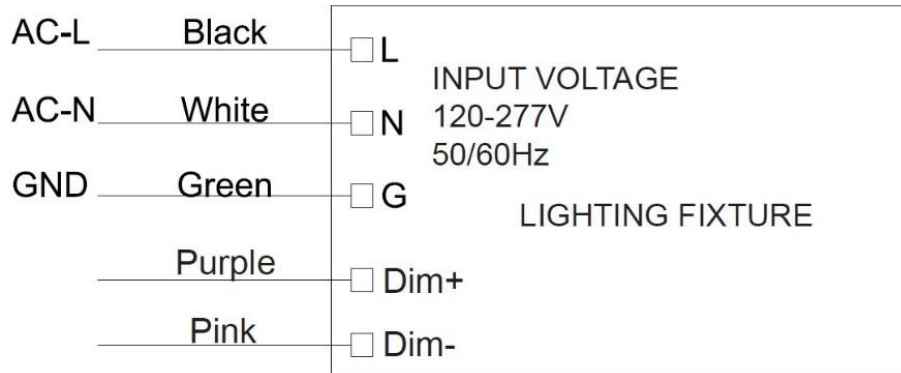 AC-L Black L
INPUT VOLTAGE
AC-N White N 120-277V
50/60Hz
GND Green G
LIGHTING FIXTURE
Purple Dim+
Pink Dim-